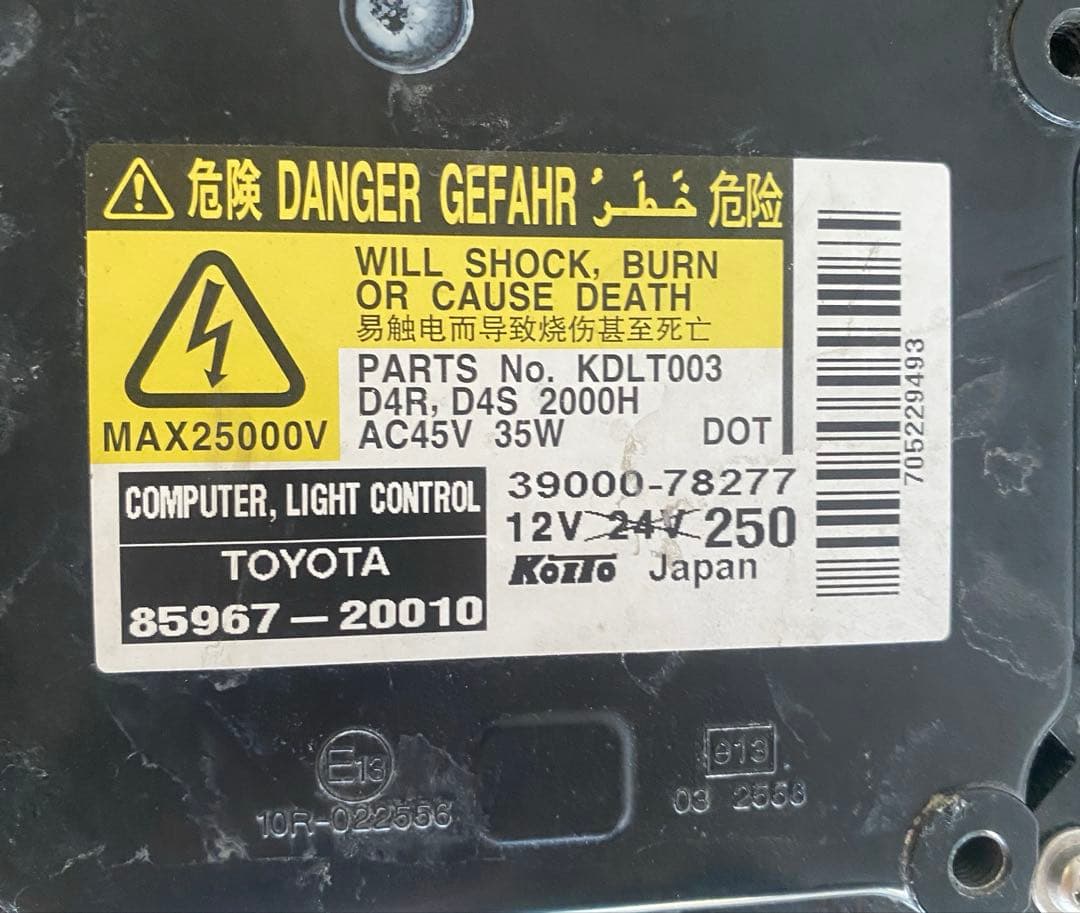 危険 DANGER GEFAHR خَطَرٌ 危险
WILL SHOCK, BURN
OR CAUSE DEATH
易触电而导致烧伤甚至死亡
MAX25000V
PARTS No. KDLT003
D4R, D4S 2000H
AC45V 35W DOT
COMPUTER, LIGHT CONTROL
TOYOTA
85967-20010
39000-78277
12V 24V 250
KOITO Japan
705229493
E13
10R-022556
e13
03 2556